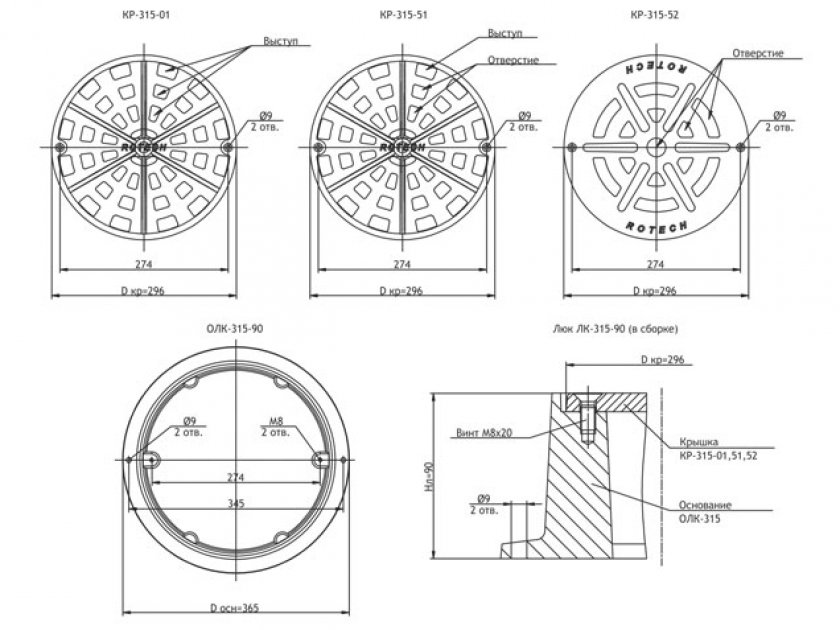 КР-315-01
КР-315-51
КР-315-52
Выступ
Выступ
Отверстие
Отверстие
Ø9
2 отв.
Ø9
2 отв.
Ø9
2 отв.
ROTECH
ROTECH
ROTECH
ROTECH
274
274
274
D кр=296
D кр=296
D кр=296
ОЛК-315-90
Люк ЛК-315-90 (в сборке)
D кр=296
Ø9
2 отв.
М8
2 отв.
274
345
D осн=365
Винт М8х20
Крышка
КР-315-01,51,52
Нл=90
Ø9
2 отв.
Основание
ОЛК-315